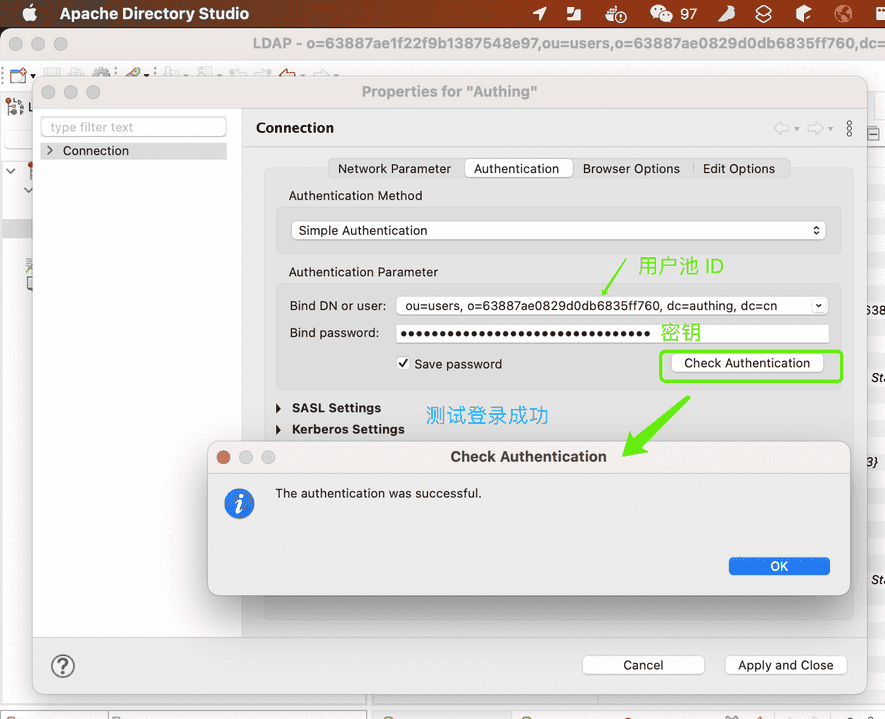 Apache Directory Studio
97
LDAP - o=63887ae1f22f9b1387548e97,ou=users,o=63887ae0829d0db6835ff760,dc=
Properties for "Authing"
type filter text
Connection
Connection
Network Parameter
Authentication
Browser Options
Edit Options
Authentication Method
Simple Authentication
用户池 ID
Authentication Parameter
Bind DN or user:
ou=users, o=63887ae0829d0db6835ff760, dc=authing, dc=cn
Bind password:
密钥
Save password
Check Authentication
SASL Settings
测试登录成功
Kerberos Settings
Check Authentication
The authentication was successful.
OK
Cancel
Apply and Close